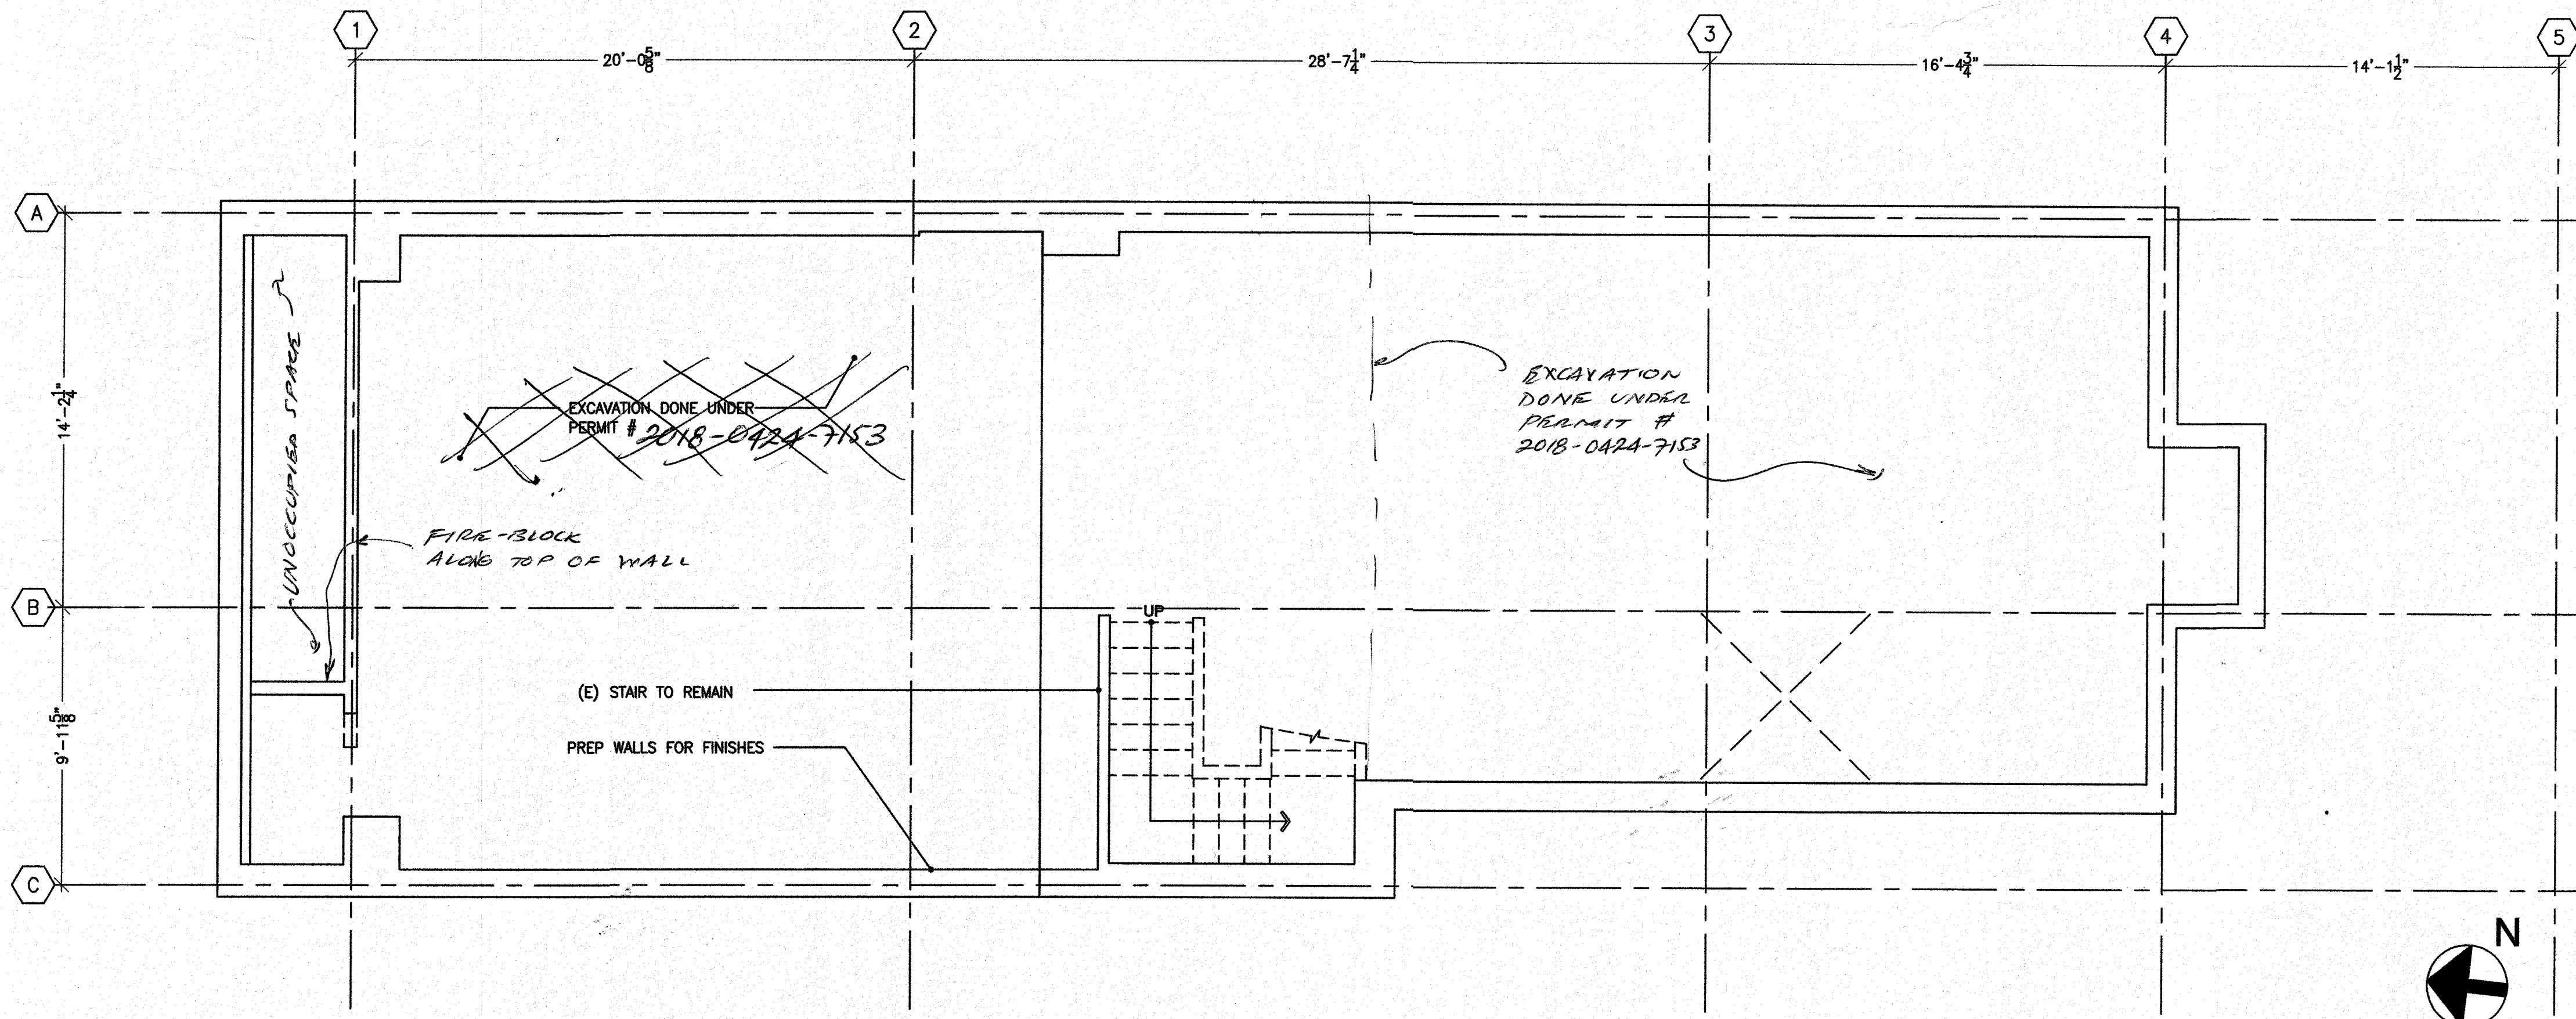 1
2
3
4
5
20'-0 5/8"
28'-7 1/4"
16'-4 3/4"
14'-1 1/2"
A
B
C
14'-2 1/4"
9'-11 5/8"
UNOCCUPIED SPACE
EXCAVATION DONE UNDER
PERMIT # 2018-0424-7153
FIRE-BLOCK
ALONG TOP OF WALL
EXCAVATION
DONE UNDER
PERMIT #
2018-0424-7153
UP
(E) STAIR TO REMAIN
PREP WALLS FOR FINISHES
N